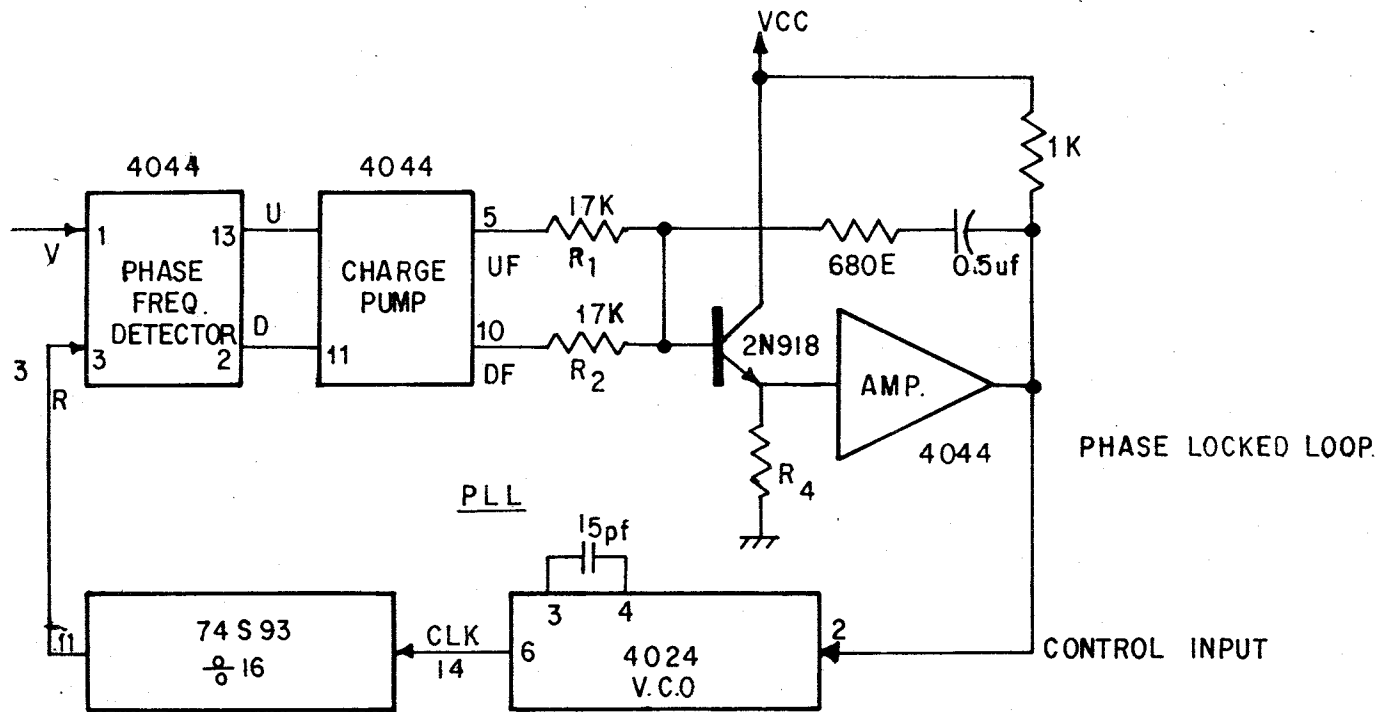 VCC
1K
4044
4044
1
13
U
5
17K
V
PHASE
FREQ.
DETECTOR
CHARGE
PUMP
UF
R1
680E
0.5uf
3
3
2
D
11
10
17K
R
DF
R2
2N918
AMP.
4044
R4
PHASE LOCKED LOOP.
PLL
15pf
3
4
11
74S93
÷16
CLK
14
6
4024
V.C.O
2
CONTROL INPUT